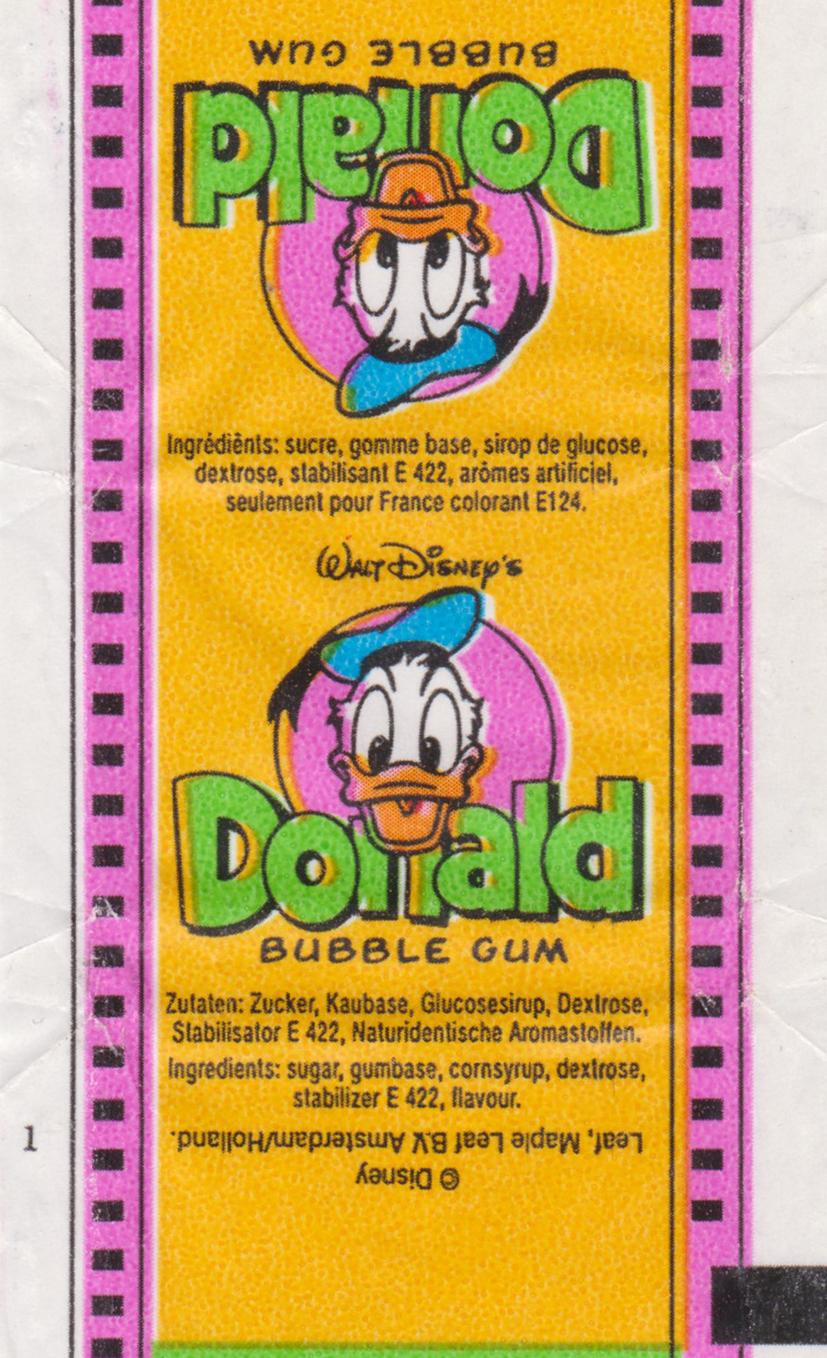 BUBBLE GUM
Donald
Ingrédiênts: sucre, gomme base, sirop de glucose,
dextrose, stabilisant E 422, arômes artificiel,
seulement pour France colorant E124.
WALT DISNEY'S
Donald
BUBBLE GUM
Zutaten: Zucker, Kaubase, Glucosesirup, Dextrose,
Stabilisator E 422, Naturidentische Aromastoffen.
Ingredients: sugar, gumbase, cornsyrup, dextrose,
stabilizer E 422, flavour.
Leaf, Maple Leaf B.V. Amsterdam/Holland.
© Disney
1